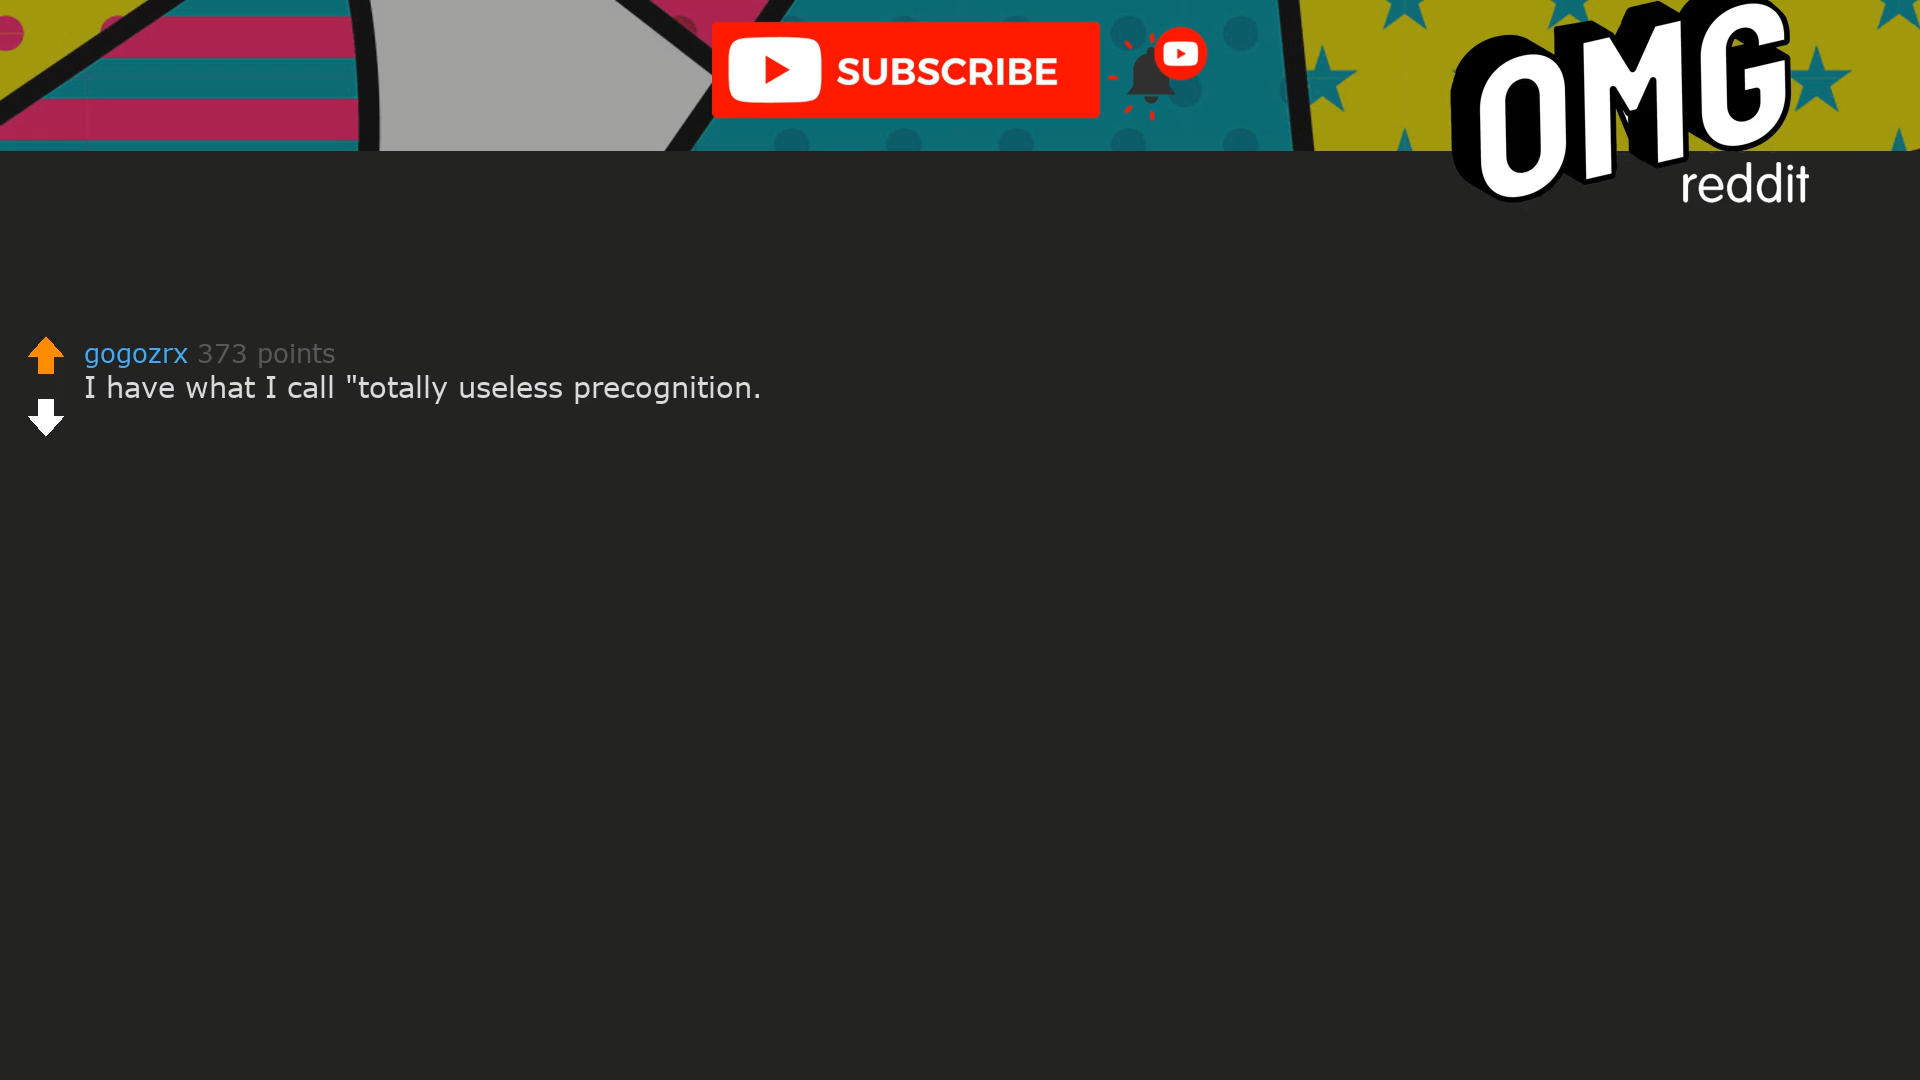 SUBSCRIBE
OMG
reddit
gogozrx 373 points
I have what I call "totally useless precognition.